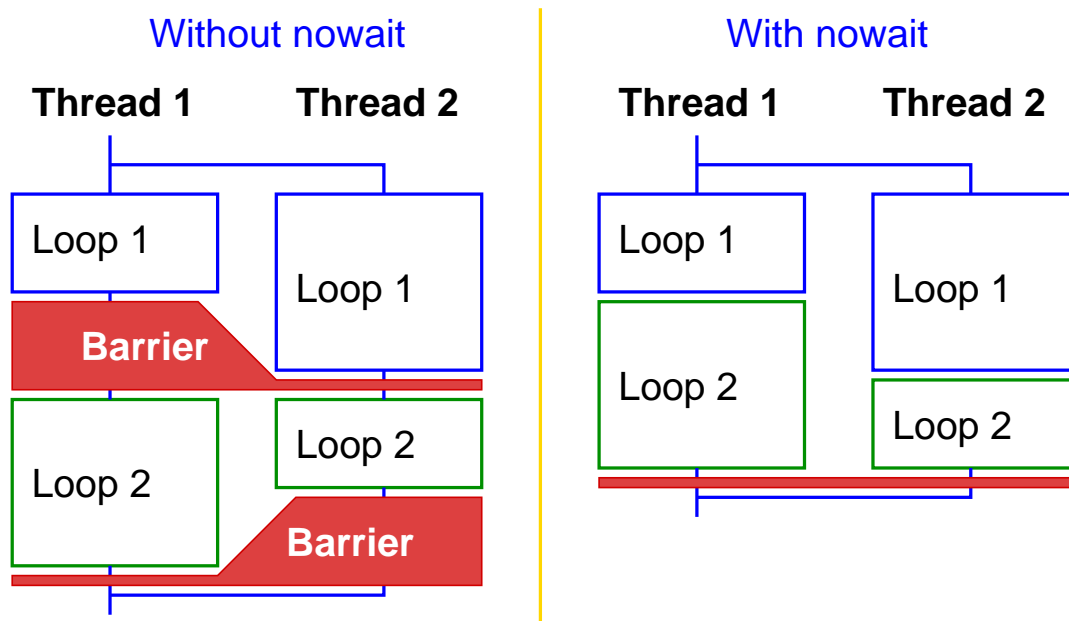 Without nowait
Thread 1
Thread 2
Loop 1
Loop 1
Barrier
Loop 2
Loop 2
Barrier
With nowait
Thread 1
Thread 2
Loop 1
Loop 1
Loop 2
Loop 2